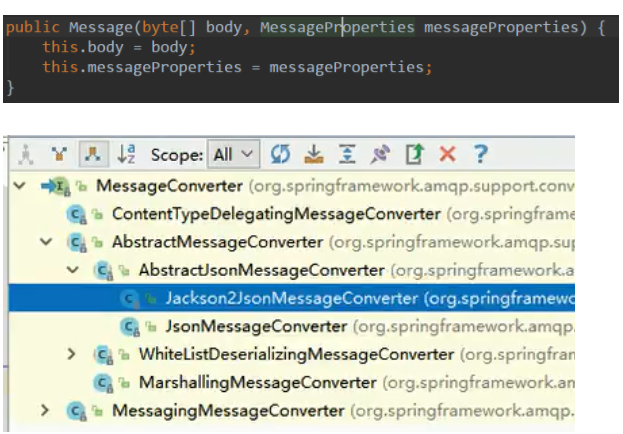 public Message(byte[] body, MessageProperties messageProperties) {
this.body = body;
this.messageProperties = messageProperties;
}
Scope: All
MessageConverter (org.springframework.amqp.support.conv
ContentTypeDelegatingMessageConverter (org.springframe
AbstractMessageConverter (org.springframework.amqp.sup
AbstractJsonMessageConverter (org.springframework.a
Jackson2JsonMessageConverter (org.springframewo
JsonMessageConverter (org.springframework.amqp.
WhiteListDeserializingMessageConverter (org.springfran
MarshallingMessageConverter (org.springframework.an
MessagingMessageConverter (org.springframework.amqp.